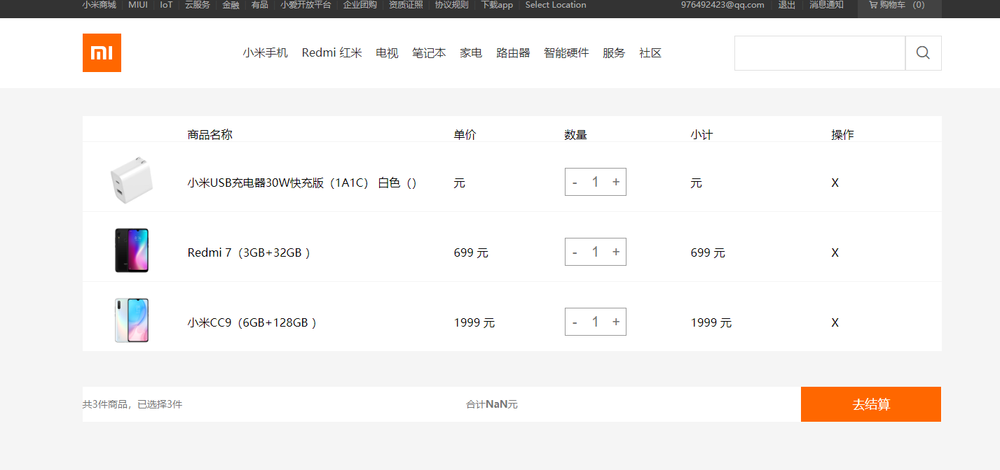 小米商城 MIUI IoT 云服务 金融 有品 小爱开放平台 企业团购 资质证照 协议规则 下载app Select Location 976492423@qq.com 退出 消息通知 购物车 （0）
mi 小米手机 Redmi 红米 电视 笔记本 家电 路由器 智能硬件 服务 社区
商品名称 单价 数量 小计 操作
小米USB充电器30W快充版（1A1C） 白色（） 元 - 1 + 元 X
Redmi 7（3GB+32GB ） 699 元 - 1 + 699 元 X
小米CC9（6GB+128GB ） 1999 元 - 1 + 1999 元 X
共3件商品，已选择3件 合计NaN元 去结算